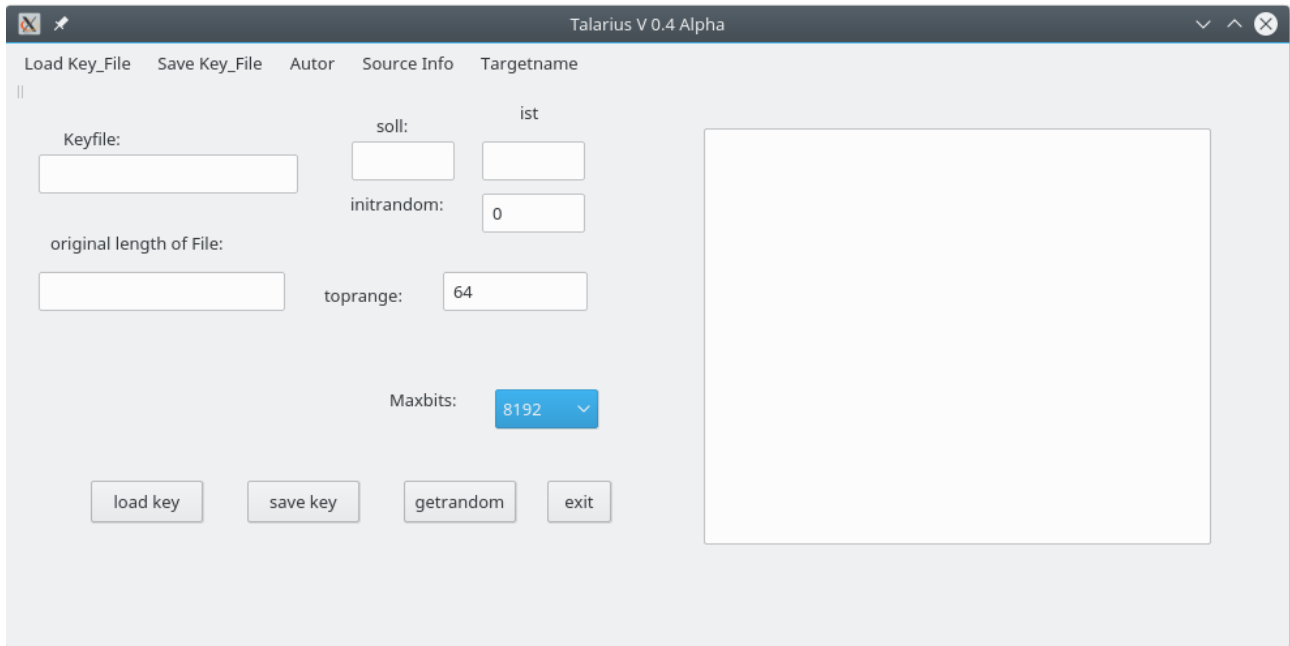 Talarius V 0.4 Alpha
Load Key_File Save Key_File Autor Source Info Targetname
ist
soll:
Keyfile:
initrandom:
0
original length of File:
toprange:
64
Maxbits:
8192
load key save key getrandom exit